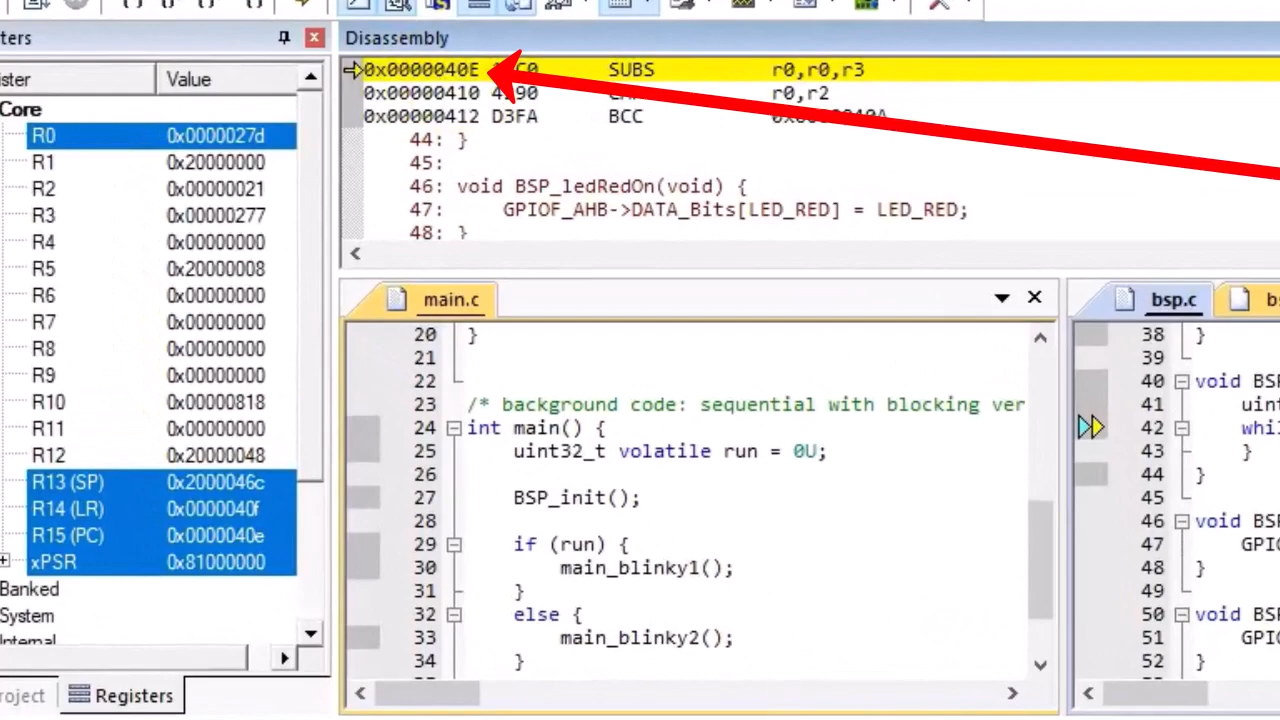 ters
Disassembly
ister Value
Core
R0 0x0000027d
R1 0x20000000
R2 0x00000021
R3 0x00000277
R4 0x00000000
R5 0x20000008
R6 0x00000000
R7 0x00000000
R8 0x00000000
R9 0x00000000
R10 0x00000818
R11 0x00000000
R12 0x20000048
R13 (SP) 0x2000046c
R14 (LR) 0x0000040f
R15 (PC) 0x0000040e
xPSR 0x81000000
Banked
System
Internal
roject Registers
0x0000040E SUBS r0,r0,r3
0x00000410 r0,r2
0x00000412 D3FA BCC
44: }
45:
46: void BSP_ledRedOn(void) {
47: GPIOF_AHB->DATA_Bits[LED_RED] = LED_RED;
48: }
main.c
20 }
21
22
23 /* background code: sequential with blocking ver
24 int main() {
25 uint32_t volatile run = 0U;
26
27 BSP_init();
28
29 if (run) {
30 main_blinky1();
31 }
32 else {
33 main_blinky2();
34 }
bsp.c bs
38 }
39
40 void BSP
41 uint
42 whil
43 }
44 }
45
46 void BSP
47 GPIO
48 }
49
50 void BSP
51 GPIO
52 }